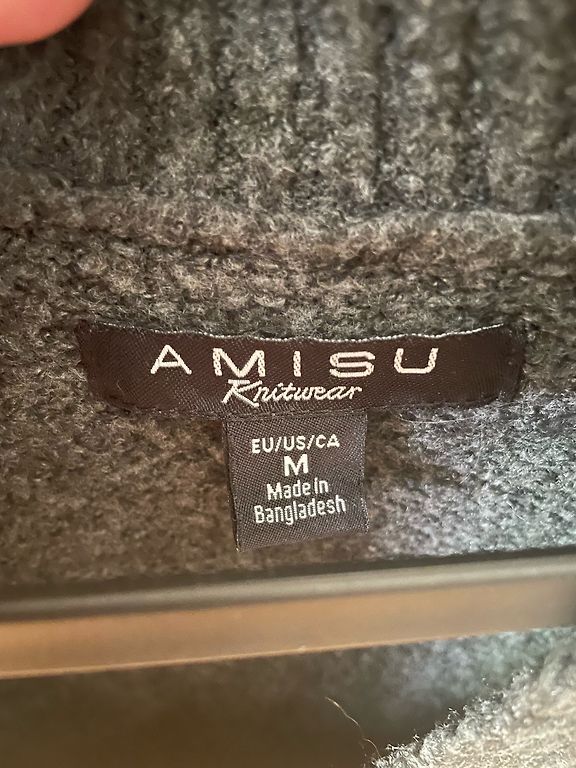 AMISU
Knitwear
EU/US/CA
M
Made in
Bangladesh